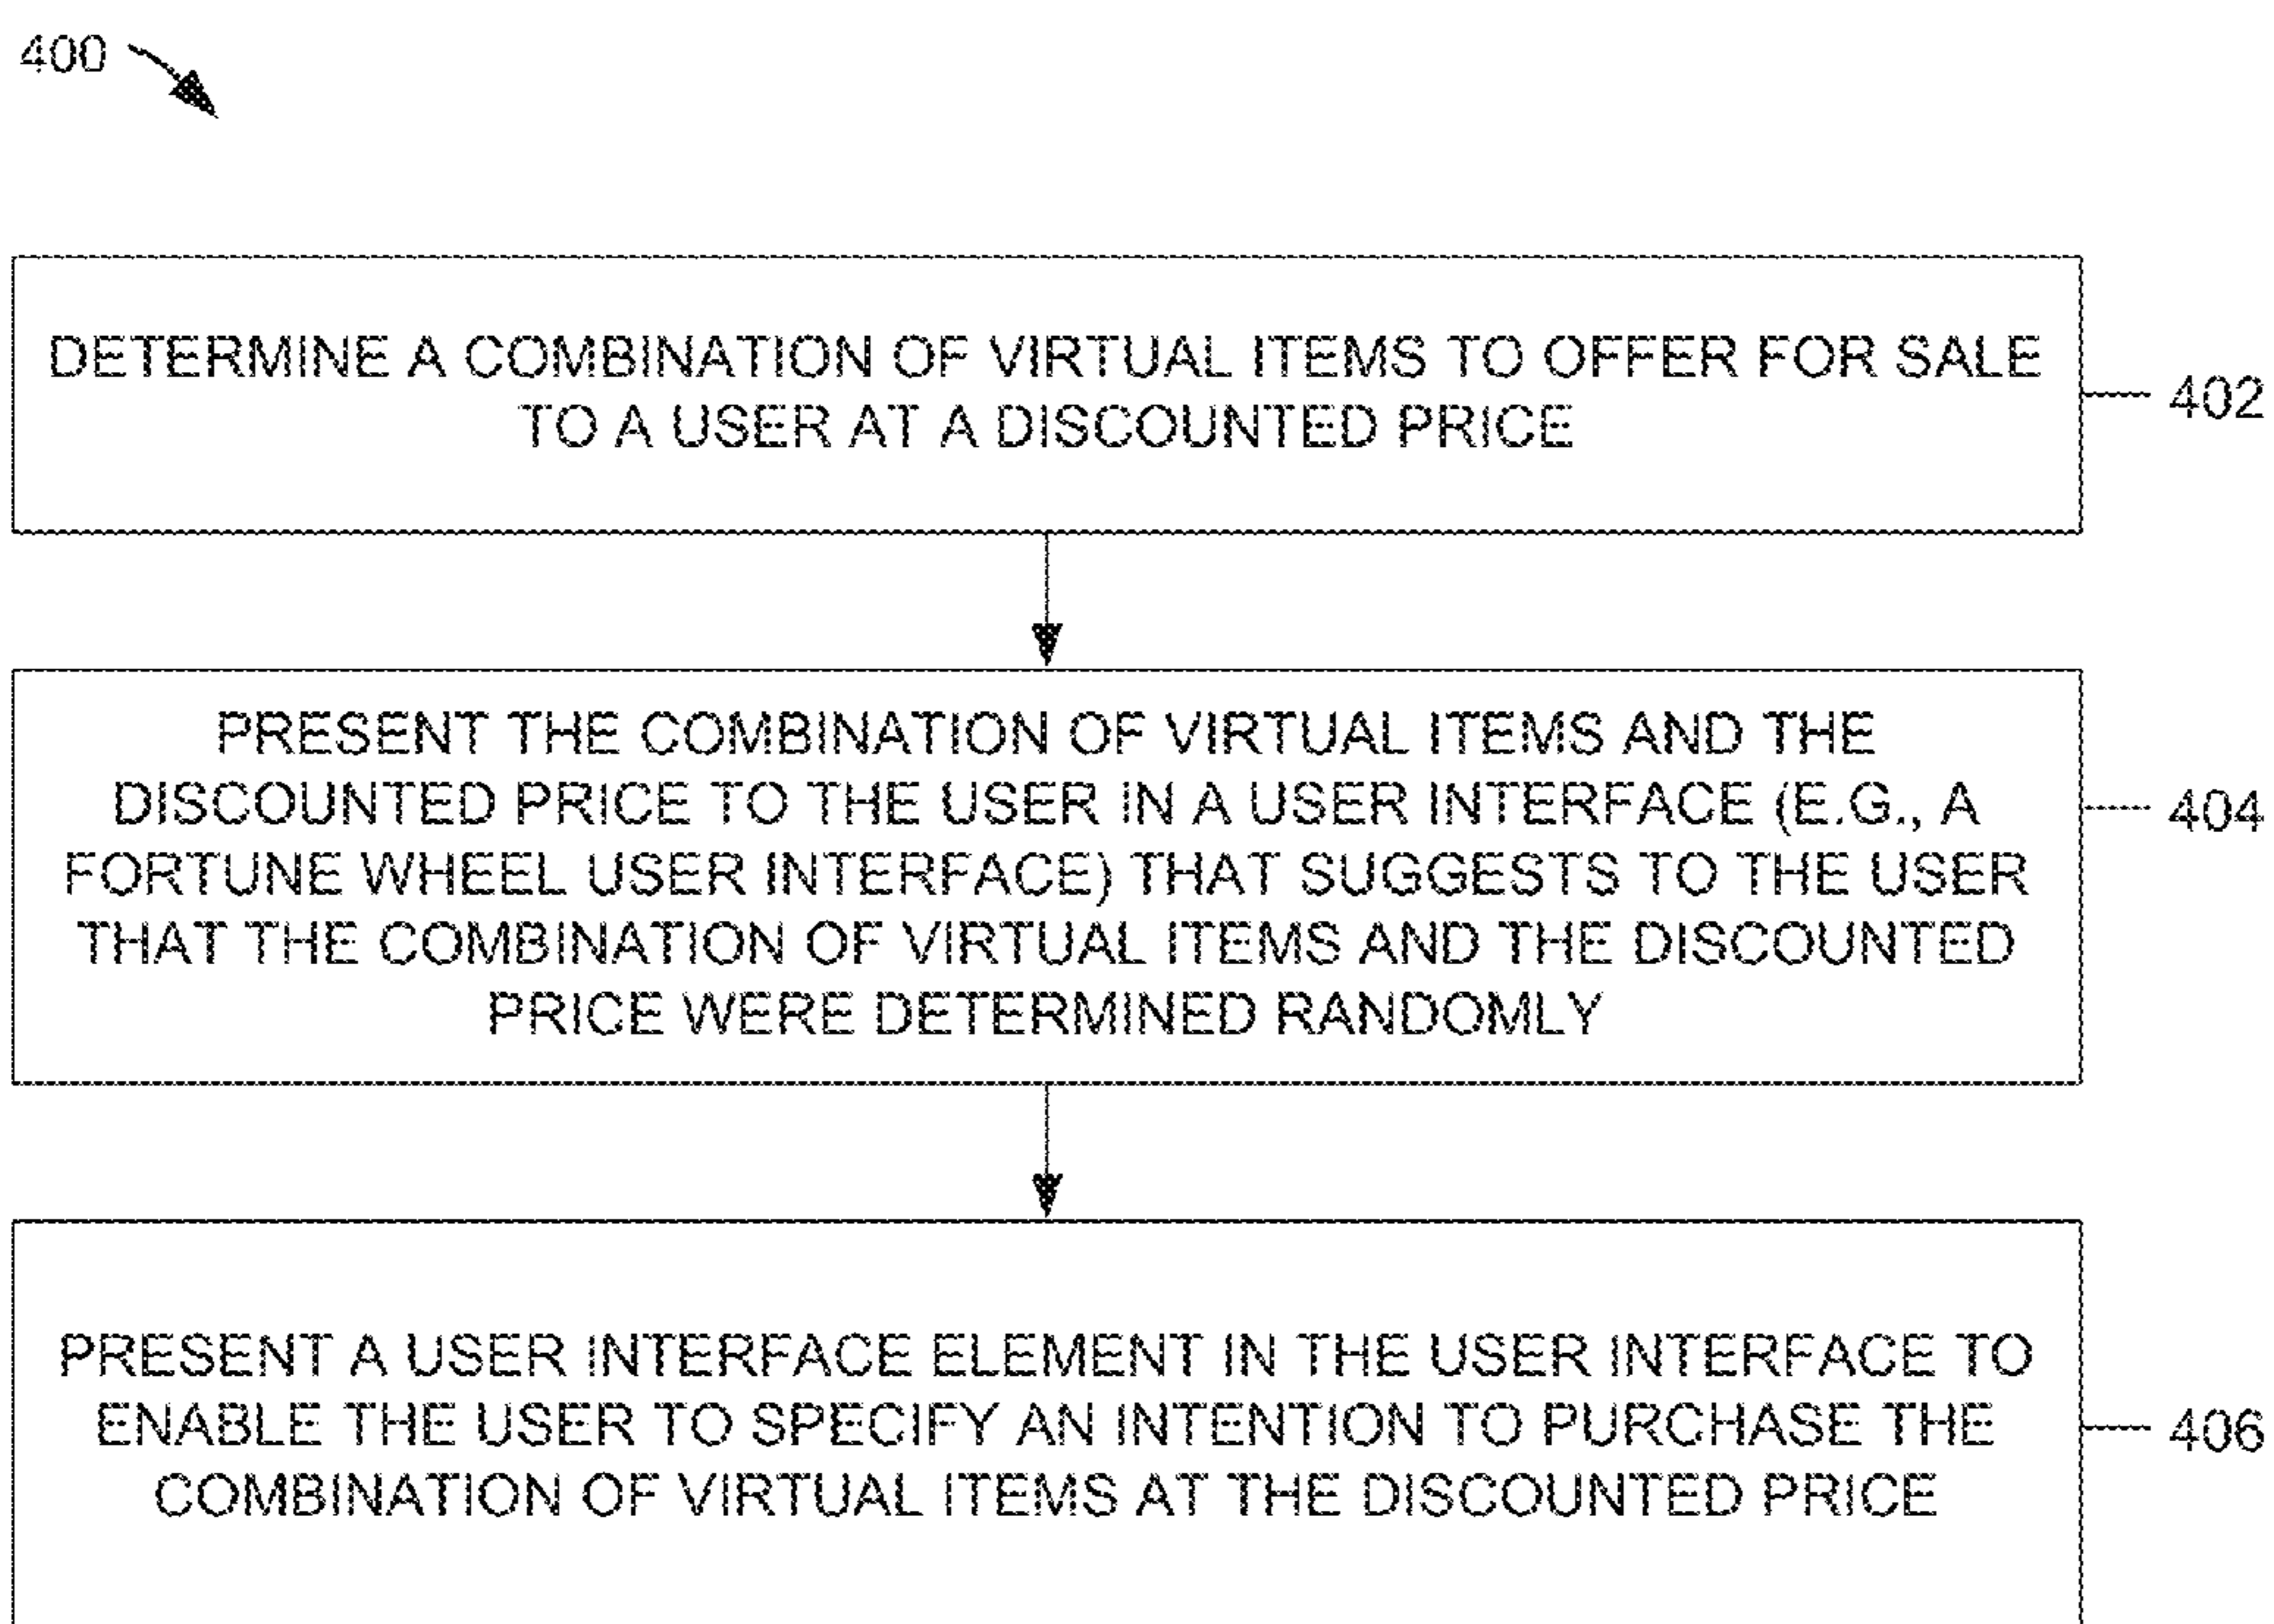 400
DETERMINE A COMBINATION OF VIRTUAL ITEMS TO OFFER FOR SALE
TO A USER AT A DISCOUNTED PRICE
402
PRESENT THE COMBINATION OF VIRTUAL ITEMS AND THE
DISCOUNTED PRICE TO THE USER IN A USER INTERFACE (E.G., A
FORTUNE WHEEL USER INTERFACE) THAT SUGGESTS TO THE USER
THAT THE COMBINATION OF VIRTUAL ITEMS AND THE DISCOUNTED
PRICE WERE DETERMINED RANDOMLY
404
PRESENT A USER INTERFACE ELEMENT IN THE USER INTERFACE TO
ENABLE THE USER TO SPECIFY AN INTENTION TO PURCHASE THE
COMBINATION OF VIRTUAL ITEMS AT THE DISCOUNTED PRICE
406